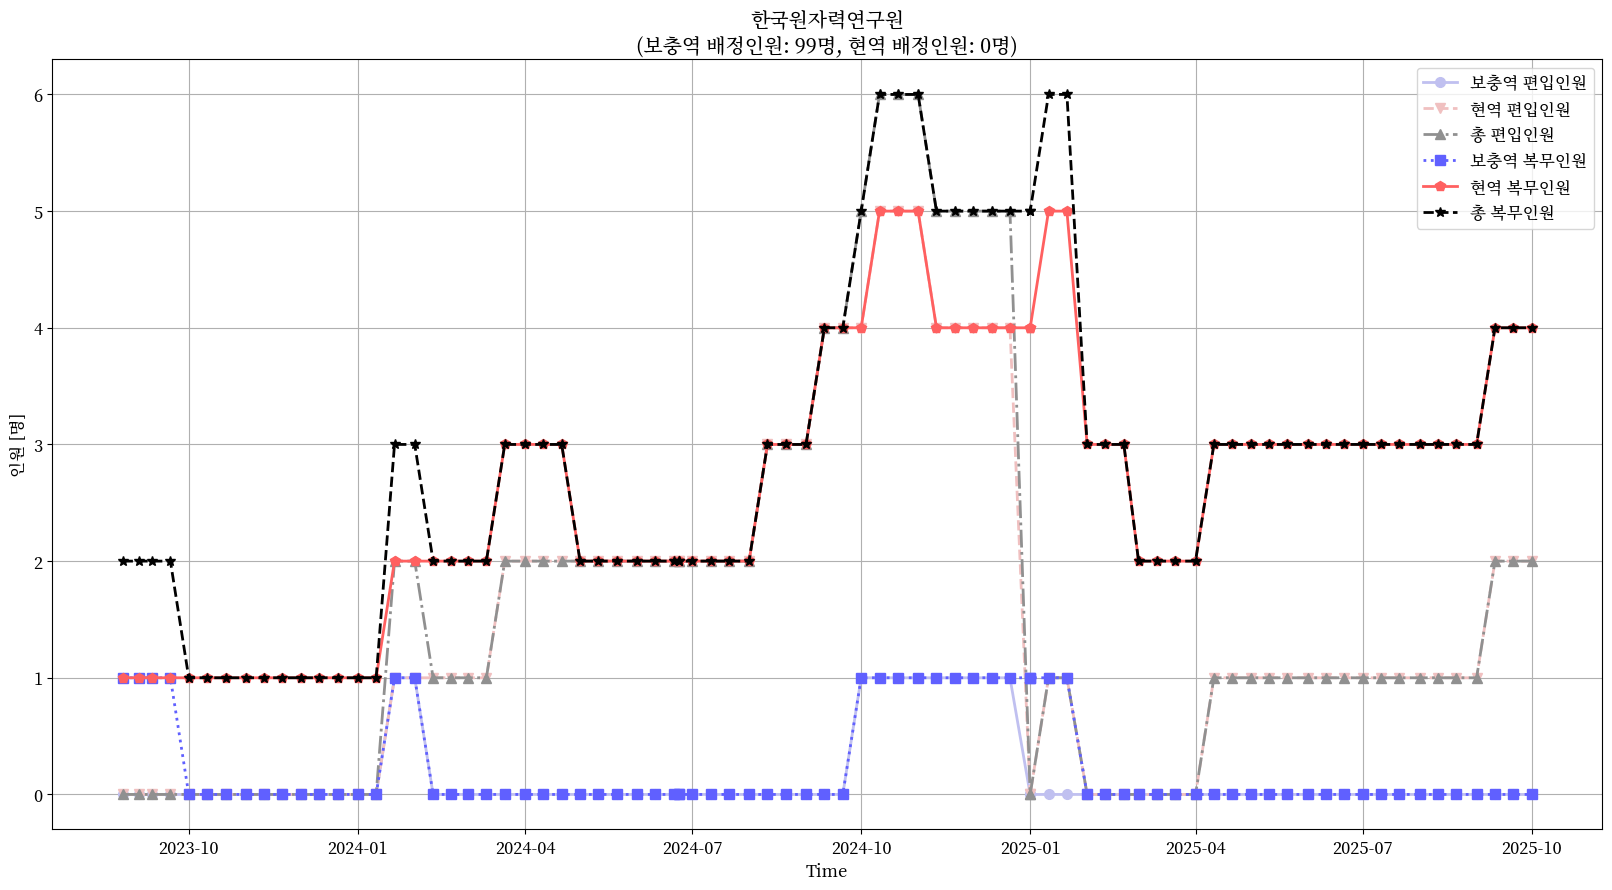 한국원자력연구원
(보충역 배정인원: 99명, 현역 배정인원: 0명)
보충역 편입인원
현역 편입인원
총 편입인원
보충역 복무인원
현역 복무인원
총 복무인원
인원 [명]
6
5
4
3
2
1
0
2023-10
2024-01
2024-04
2024-07
2024-10
2025-01
2025-04
2025-07
2025-10
Time